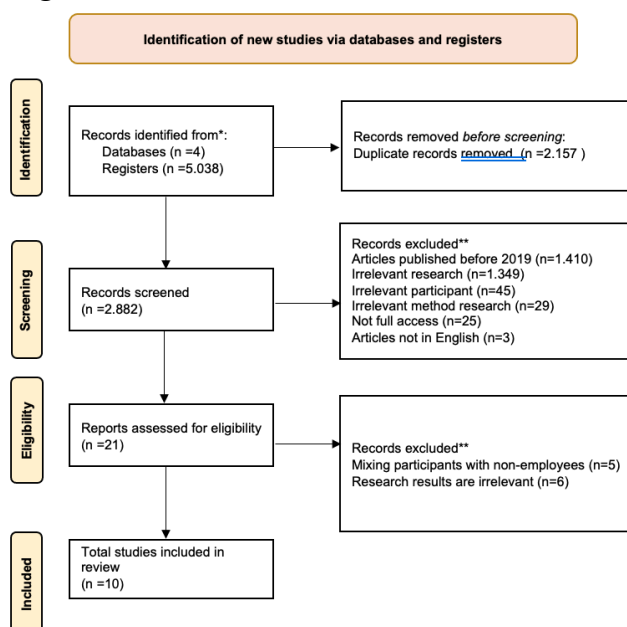 Identification of new studies via databases and registers
Identification
Records identified from*:
Databases (n =4)
Registers (n =5.038)
Records removed before screening:
Duplicate records removed (n =2.157 )
Screening
Records screened
(n =2.882)
Records excluded**
Articles published before 2019 (n=1.410)
Irrelevant research (n=1.349)
Irrelevant participant (n=45)
Irrelevant method research (n=29)
Not full access (n=25)
Articles not in English (n=3)
Eligibility
Reports assessed for eligibility
(n =21)
Records excluded**
Mixing participants with non-employees (n=5)
Research results are irrelevant (n=6)
Included
Total studies included in
review
(n =10)